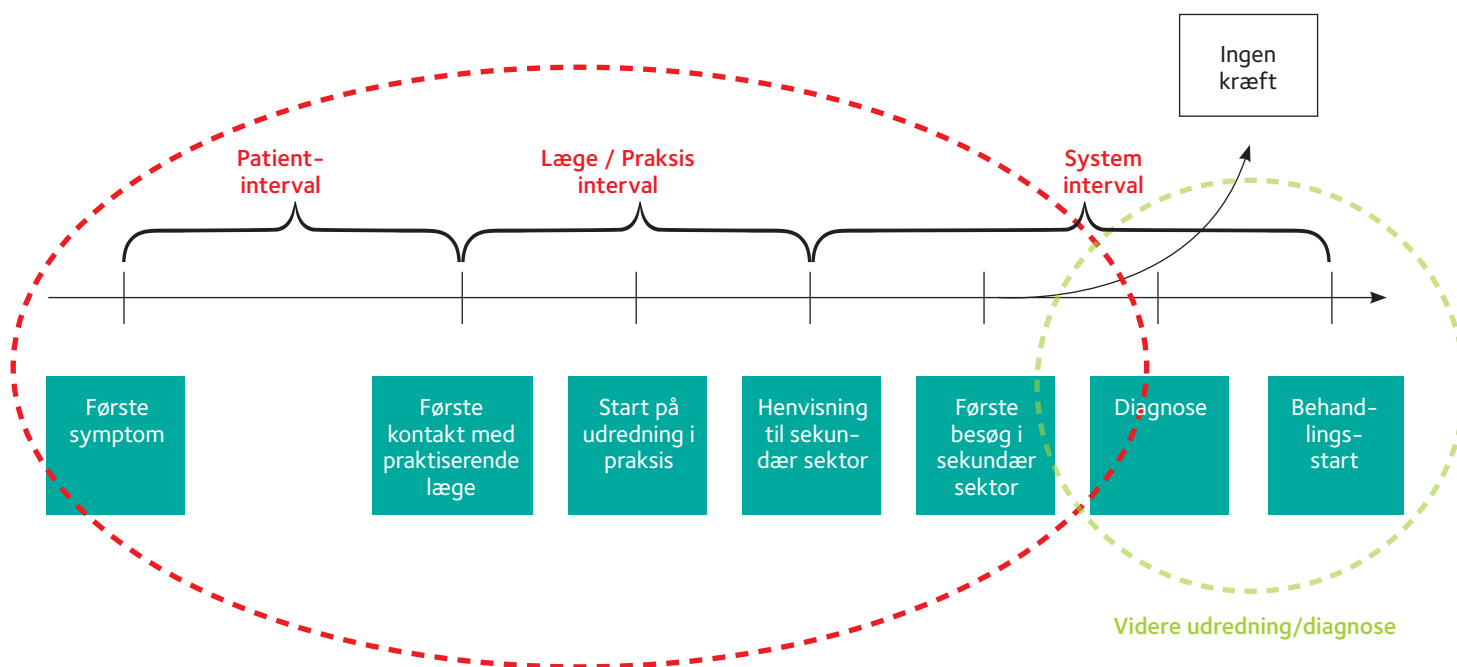 Ingen
kræft
Patient-
interval
Læge / Praksis
interval
System
interval
Første
symptom
Første
kontakt med
praktiserende
læge
Start på
udredning i
praksis
Henvisning
til sekun-
dær sektor
Første
besøg i
sekundær
sektor
Diagnose
Behand-
lings-
start
Videre udredning/diagnose